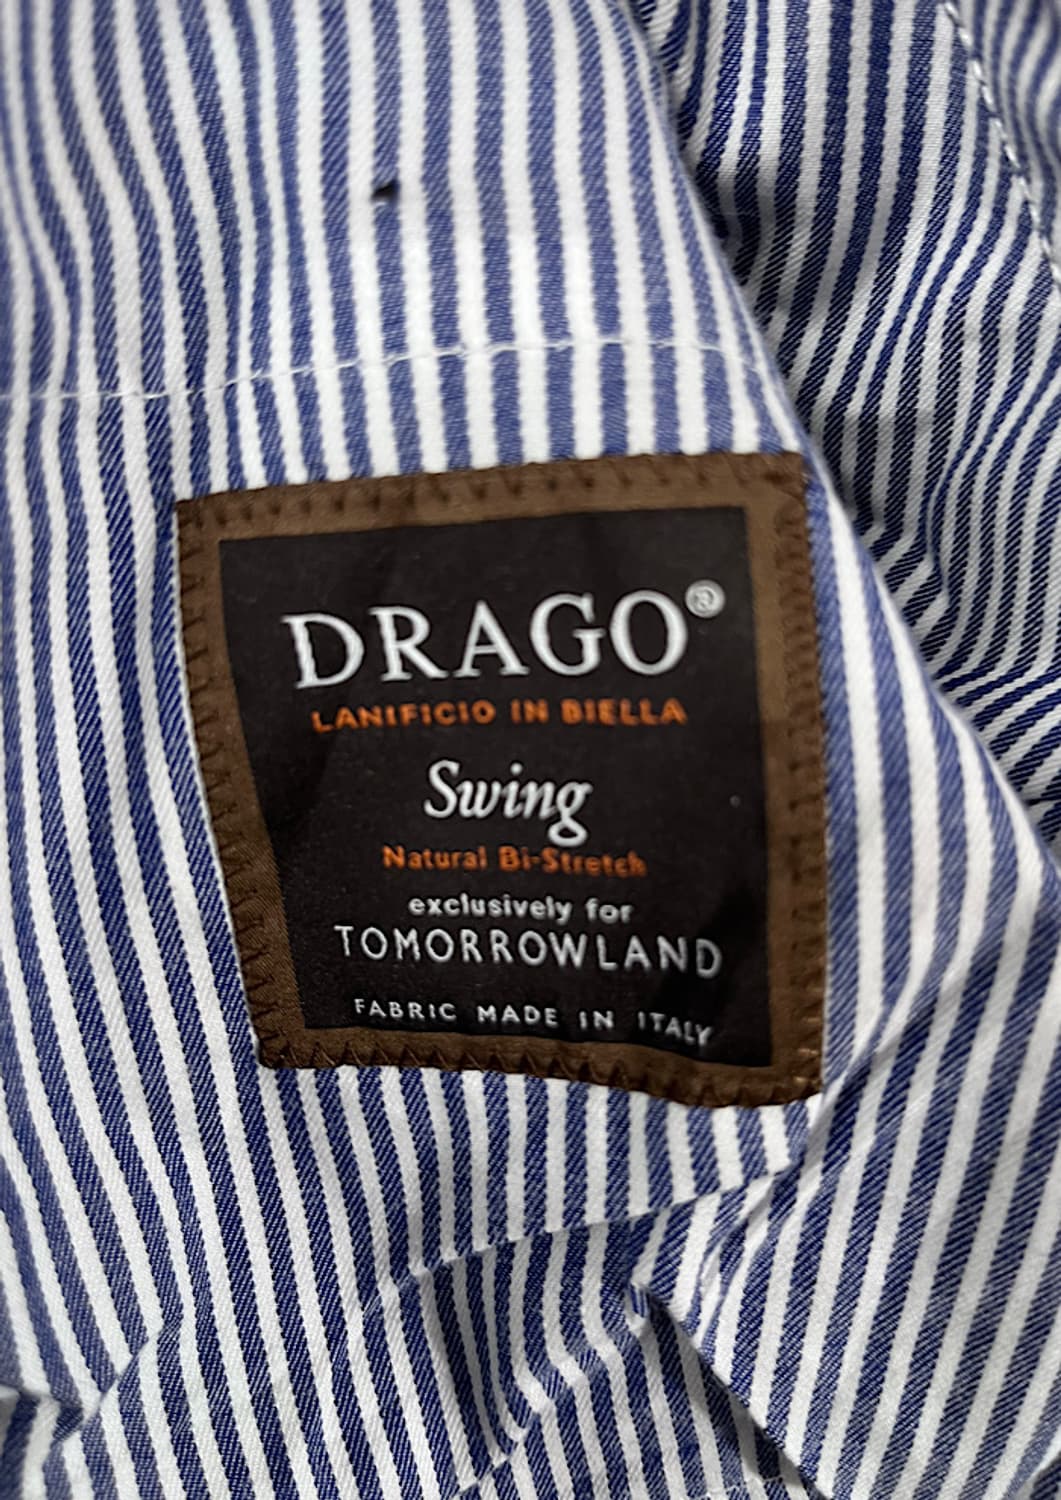 DRAGO®
LANIFICIO IN BIELLA
Swing
Natural Bi-Stretch
exclusively for
TOMORROWLAND
FABRIC MADE IN ITALY